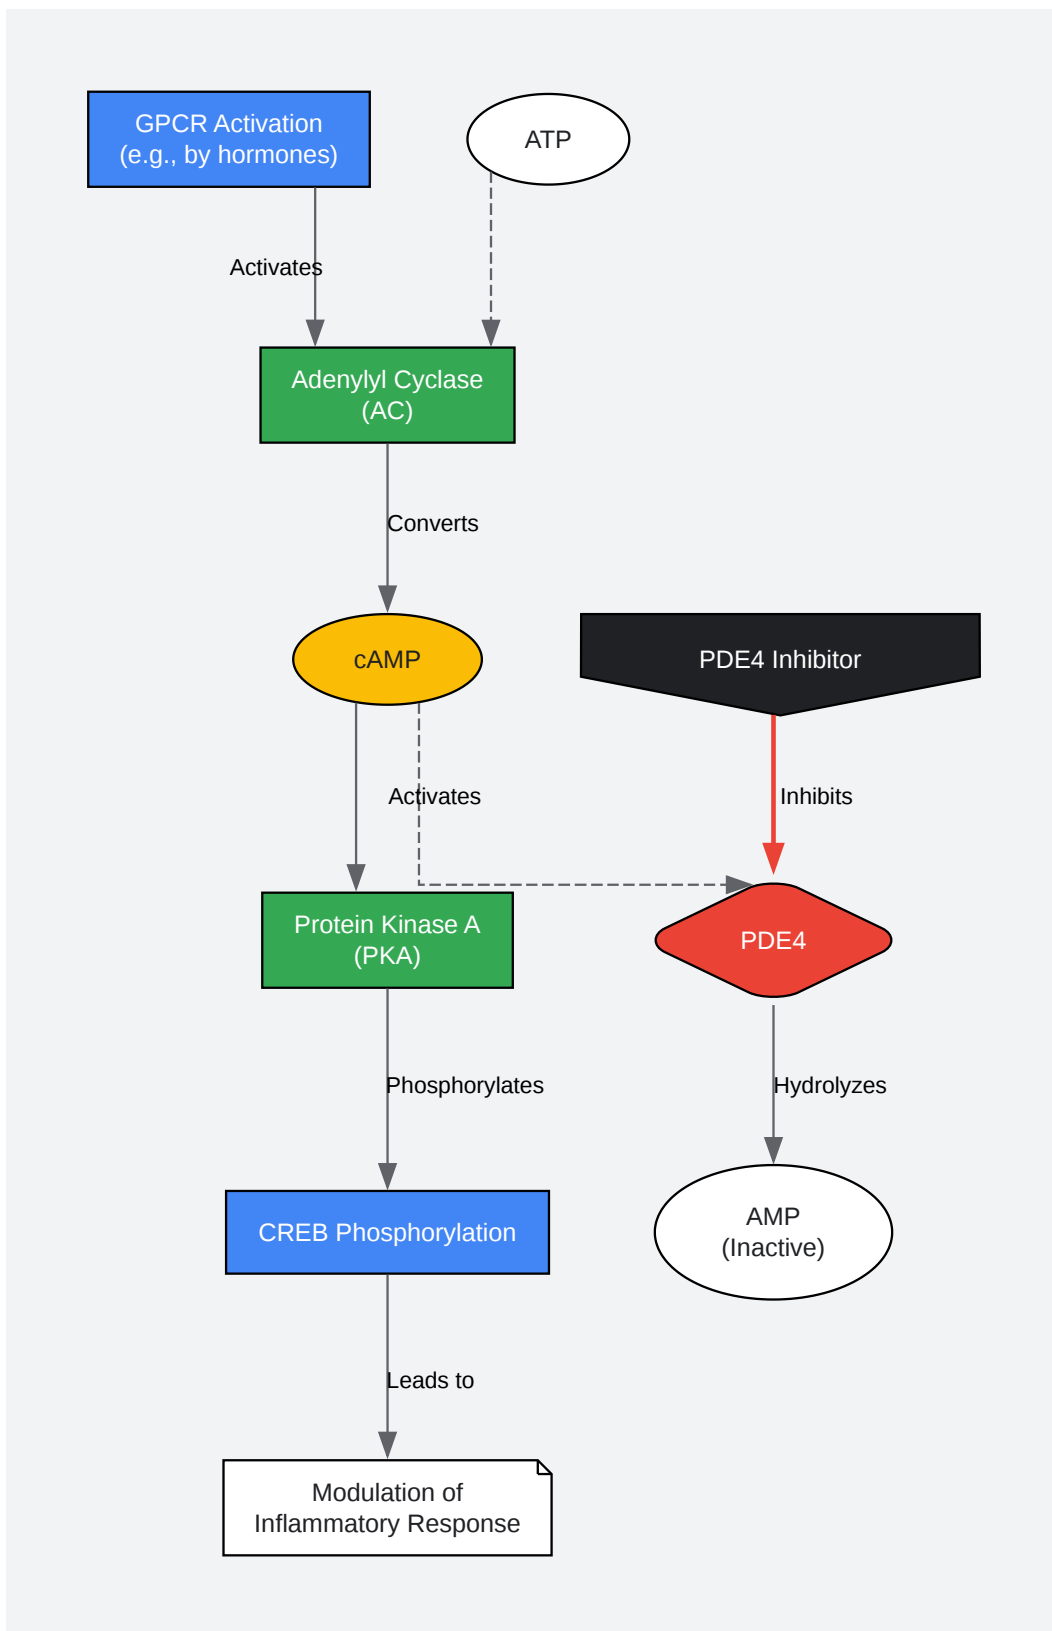 GPCR Activation
(e.g., by hormones)
ATP
Activates
Adenylyl Cyclase
(AC)
Converts
cAMP
PDE4 Inhibitor
Activates
Inhibits
Protein Kinase A
(PKA)
PDE4
Phosphorylates
Hydrolyzes
CREB Phosphorylation
AMP
(Inactive)
Leads to
Modulation of
Inflammatory Response